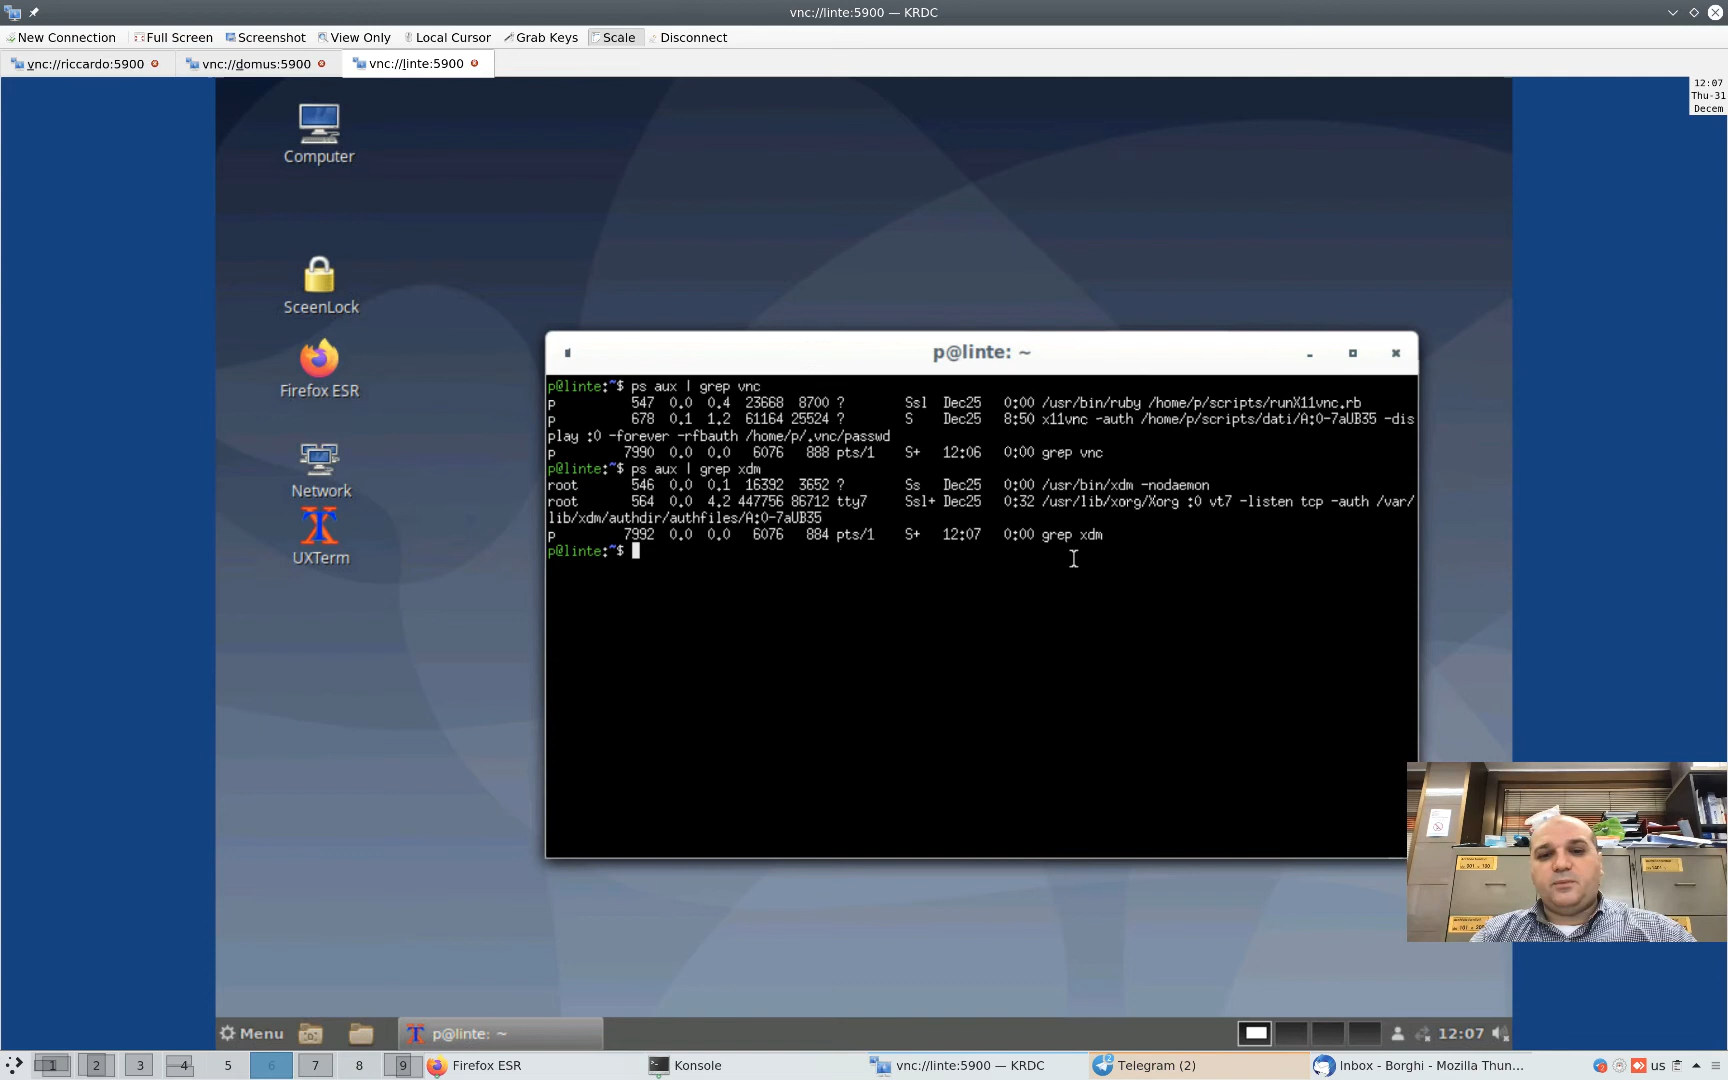 vnc://linte:5900 — KRDC
New Connection Full Screen Screenshot View Only Local Cursor Grab Keys Scale Disconnect
vnc://riccardo:5900 vnc://domus:5900 vnc://linte:5900
12:07
Thu-31
Decem
Computer
SceenLock
Firefox ESR
Network
UXTerm
p@linte: ~
p@linte:~$ ps aux | grep vnc
p 547 0.0 0.4 23668 8700 ? Ssl Dec25 0:00 /usr/bin/ruby /home/p/scripts/runX11vnc.rb
p 678 0.1 1.2 61164 25524 ? S Dec25 8:50 x11vnc -auth /home/p/scripts/dati/A:0-7aUB35 -dis
play :0 -forever -rfbauth /home/p/.vnc/passwd
p 7990 0.0 0.0 6076 888 pts/1 S+ 12:06 0:00 grep vnc
p@linte:~$ ps aux | grep xdm
root 546 0.0 0.1 16392 3652 ? Ss Dec25 0:00 /usr/bin/xdm -nodaemon
root 564 0.0 4.2 447756 86712 tty7 Ssl+ Dec25 0:32 /usr/lib/xorg/Xorg :0 vt7 -listen tcp -auth /var/
lib/xdm/authdir/authfiles/A:0-7aUB35
p 7992 0.0 0.0 6076 884 pts/1 S+ 12:07 0:00 grep xdm
p@linte:~$
Menu p@linte: ~ 12:07
1 2 3 4 5 6 7 8 9 Firefox ESR Konsole vnc://linte:5900 — KRDC Telegram (2) Inbox - Borghi - Mozilla Thun... us